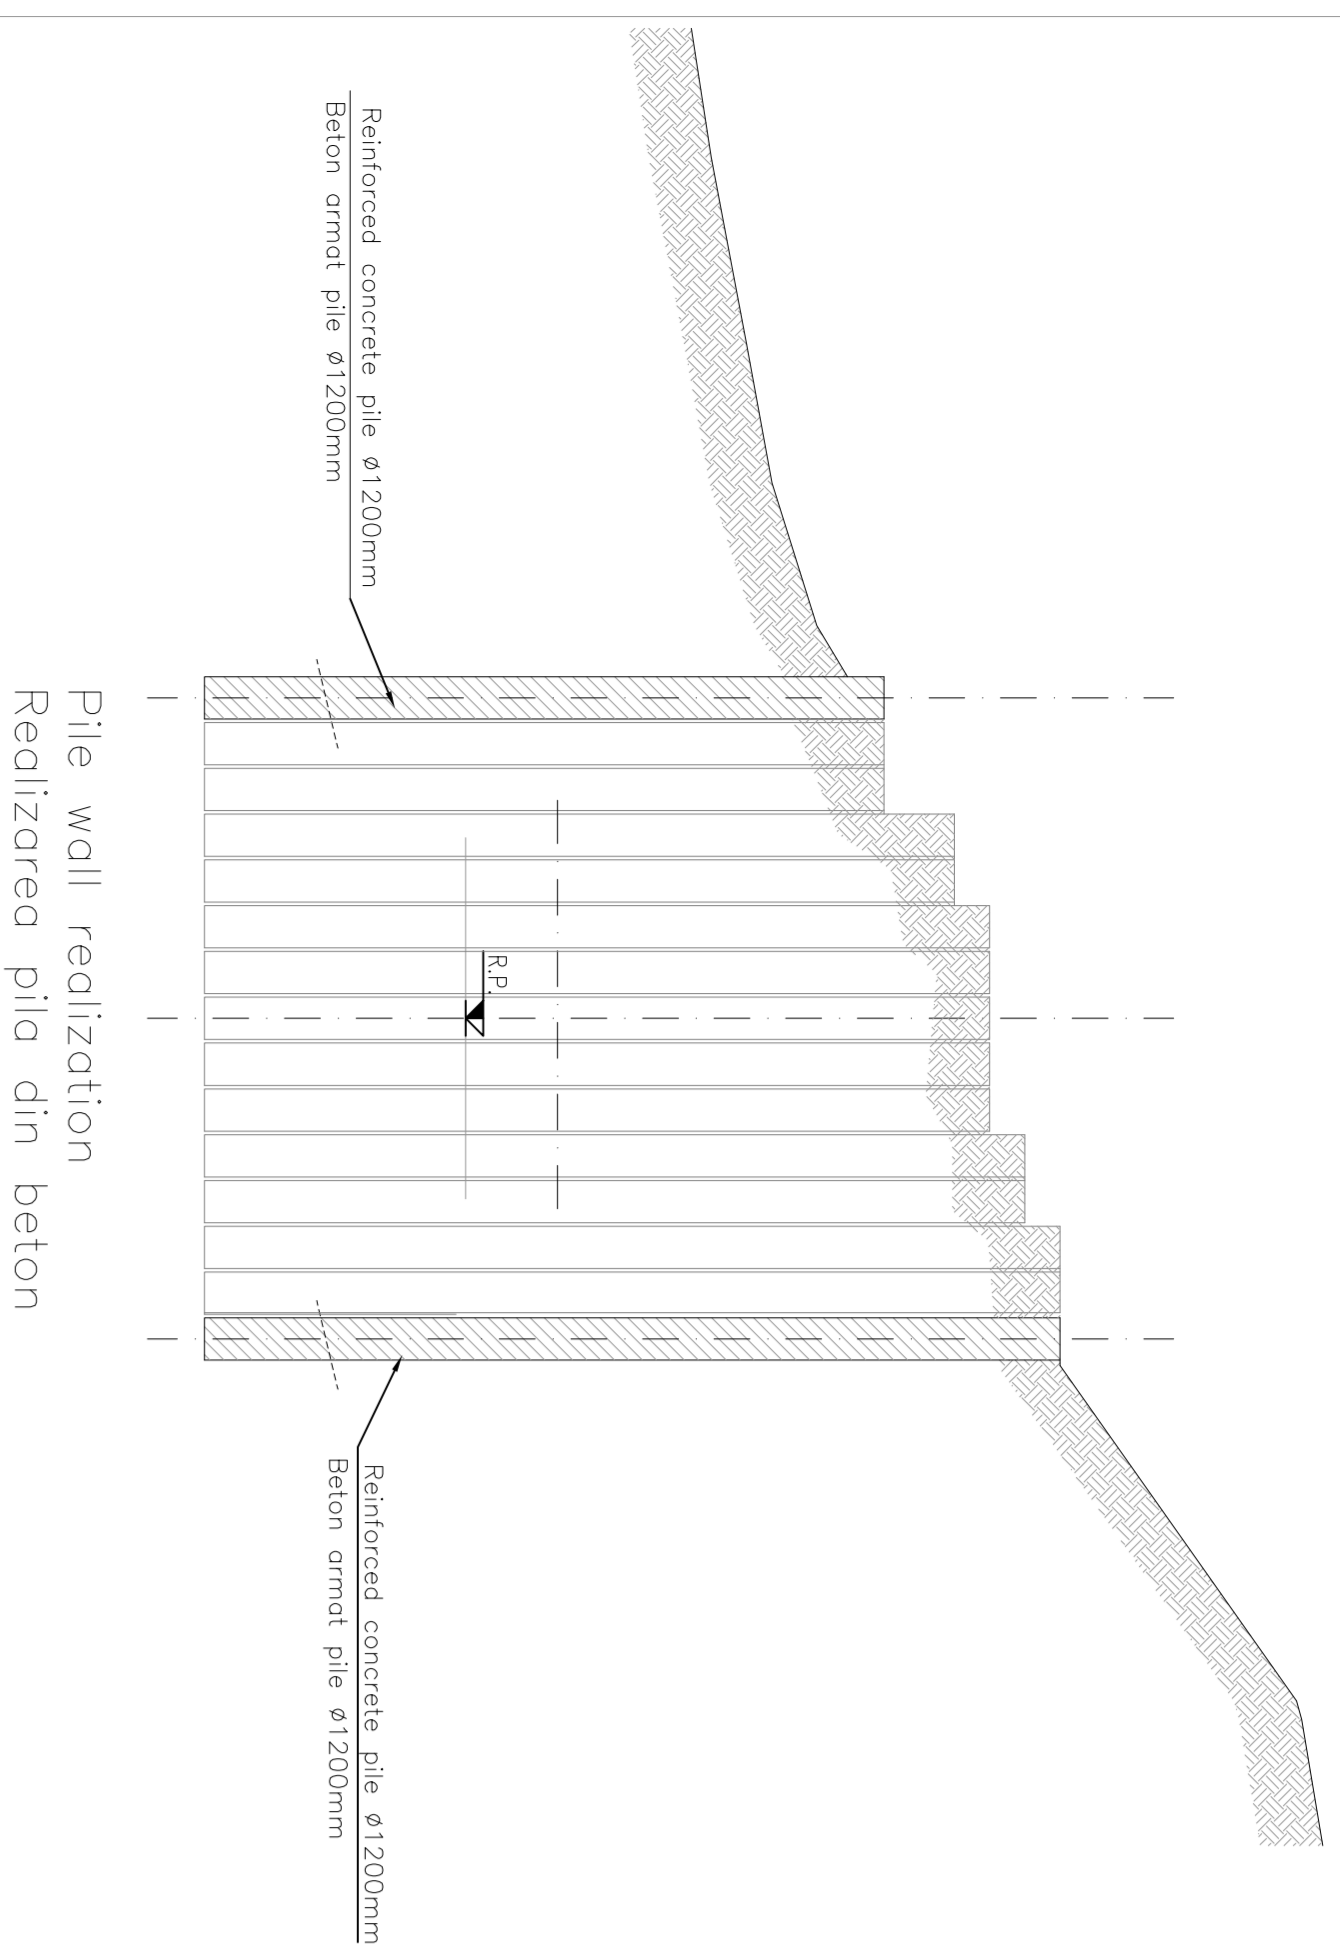 Reinforced concrete pile Ø1200mm
Beton armat pile Ø1200mm
R.P.
Reinforced concrete pile Ø1200mm
Beton armat pile Ø1200mm
Pile wall realization
Realizarea pila din beton